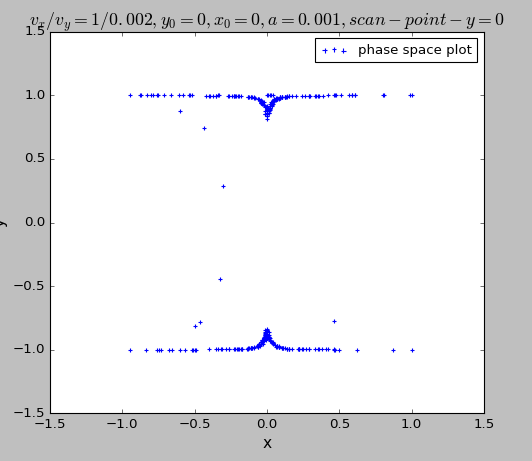 v_x/v_y = 1/0.002, y_0 = 0, x_0 = 0, a = 0.001, scan − point − y = 0
phase space plot
1.5
1.0
0.5
0.0
−0.5
−1.0
−1.5
y
−1.5 −1.0 −0.5 0.0 0.5 1.0 1.5
x